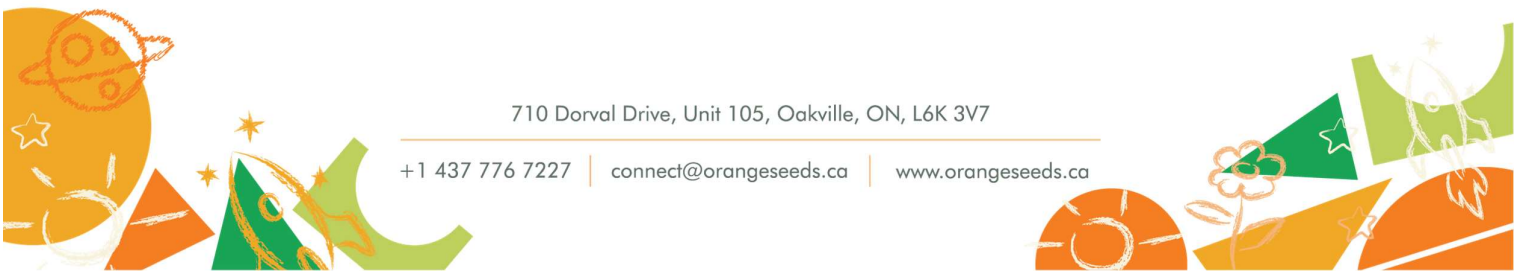 710 Dorval Drive, Unit 105, Oakville, ON, L6K 3V7
+1 437 776 7227 | connect@orangeseeds.ca | www.orangeseeds.ca